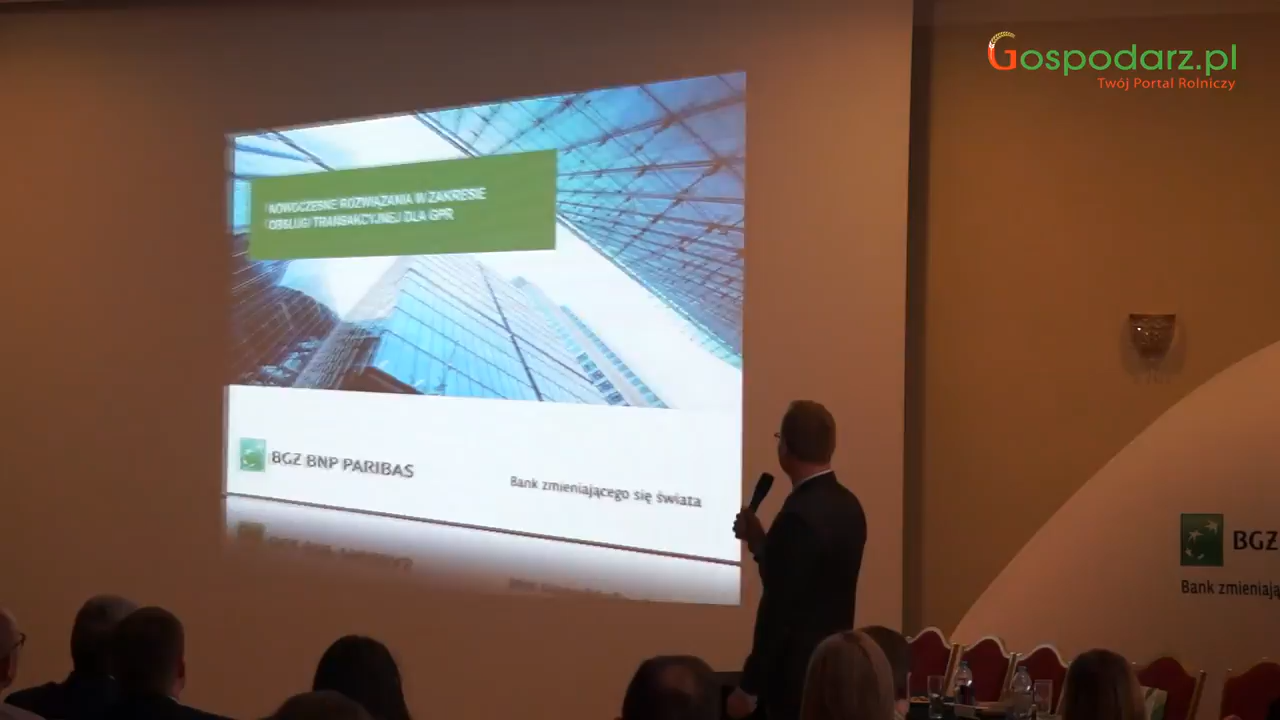 Gospodarz.pl
Twój Portal Rolniczy
NOWOCZESNE ROZWIĄZANIA W ZAKRESIE
OBSŁUGI TRANSAKCYJNEJ DLA GPR
BGZ BNP PARIBAS
Bank zmieniającego się świata
BGZ
Bank zmieniają